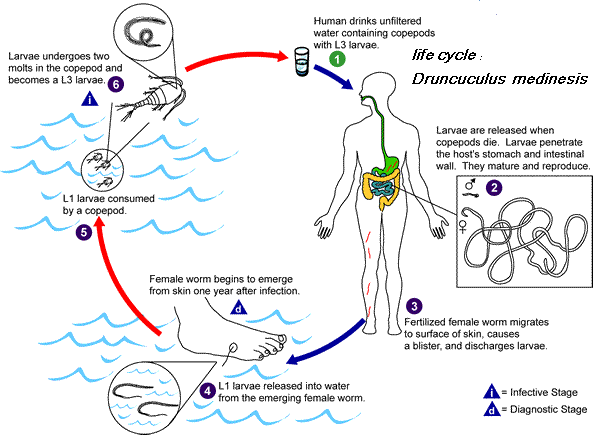 Human drinks unfiltered
water containing copepods
with L3 larvae.
1
life cycle :
Druncuculus medinesis
Larvae undergoes two
molts in the copepod and
becomes a L3 larvae. 6
i
Larvae are released when
copepods die. Larvae penetrate
the host's stomach and intestinal
wall. They mature and reproduce.
2
♂
♀
L1 larvae consumed
by a copepod.
5
Female worm begins to emerge
from skin one year after infection.
d
3
Fertilized female worm migrates
to surface of skin, causes
a blister, and discharges larvae.
4 L1 larvae released into water
from the emerging female worm.
i = Infective Stage
d = Diagnostic Stage